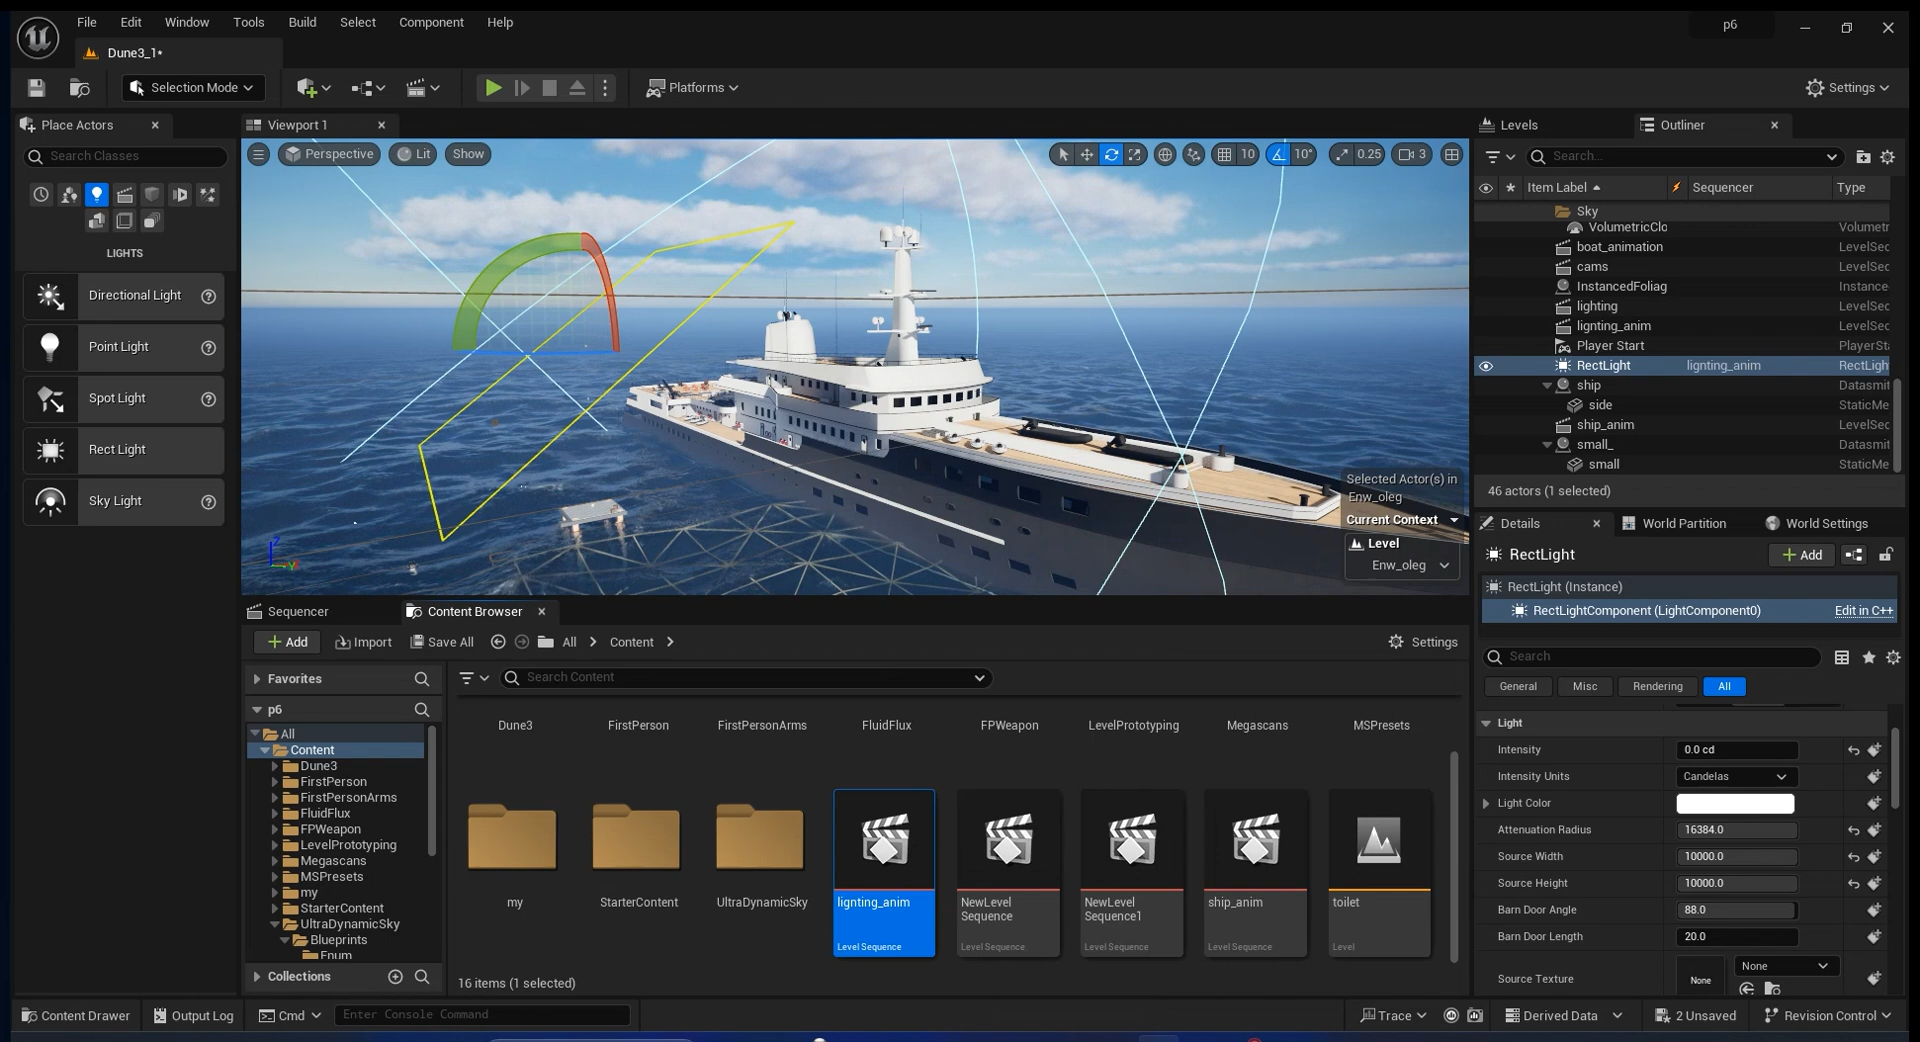 File Edit Window Tools Build Select Component Help
p6
Dune3_1*
Selection Mode
Platforms
Settings
Place Actors
Viewport 1
Levels
Outliner
Search Classes
Perspective
Lit
Show
10
10°
0.25
3
Search...
Item Label
Sequencer
Type
LIGHTS
Directional Light
Point Light
Spot Light
Rect Light
Sky Light
Sky
VolumetricClo Volumetr
boat_animation LevelSec
cams LevelSec
InstancedFoliag Instance
lighting LevelSec
lignting_anim LevelSec
Player Start PlayerSt
RectLight lignting_anim RectLigh
ship Datasmit
side StaticMe
ship_anim LevelSec
small_ Datasmit
small StaticMe
46 actors (1 selected)
Selected Actor(s) in
Enw_oleg
Current Context
Level
Enw_oleg
Z
Y
Details
World Partition
World Settings
RectLight
Add
RectLight (Instance)
RectLightComponent (LightComponent0)
Edit in C++
Search
General
Misc
Rendering
All
Light
Intensity 0.0 cd
Intensity Units Candelas
Light Color
Attenuation Radius 16384.0
Source Width 10000.0
Source Height 10000.0
Barn Door Angle 88.0
Barn Door Length 20.0
Source Texture None None
Sequencer
Content Browser
Add
Import
Save All
All
Content
Settings
Favorites
Search Content
p6
All
Content
Dune3
FirstPerson
FirstPersonArms
FluidFlux
FPWeapon
LevelPrototyping
Megascans
MSPresets
my
StarterContent
UltraDynamicSky
Blueprints
Enum
Collections
Dune3
FirstPerson
FirstPersonArms
FluidFlux
FPWeapon
LevelPrototyping
Megascans
MSPresets
my
StarterContent
UltraDynamicSky
lignting_anim
Level Sequence
NewLevel
Sequence
Level Sequence
NewLevel
Sequence1
Level Sequence
ship_anim
Level Sequence
toilet
Level
16 items (1 selected)
Content Drawer
Output Log
Cmd
Enter Console Command
Trace
Derived Data
2 Unsaved
Revision Control